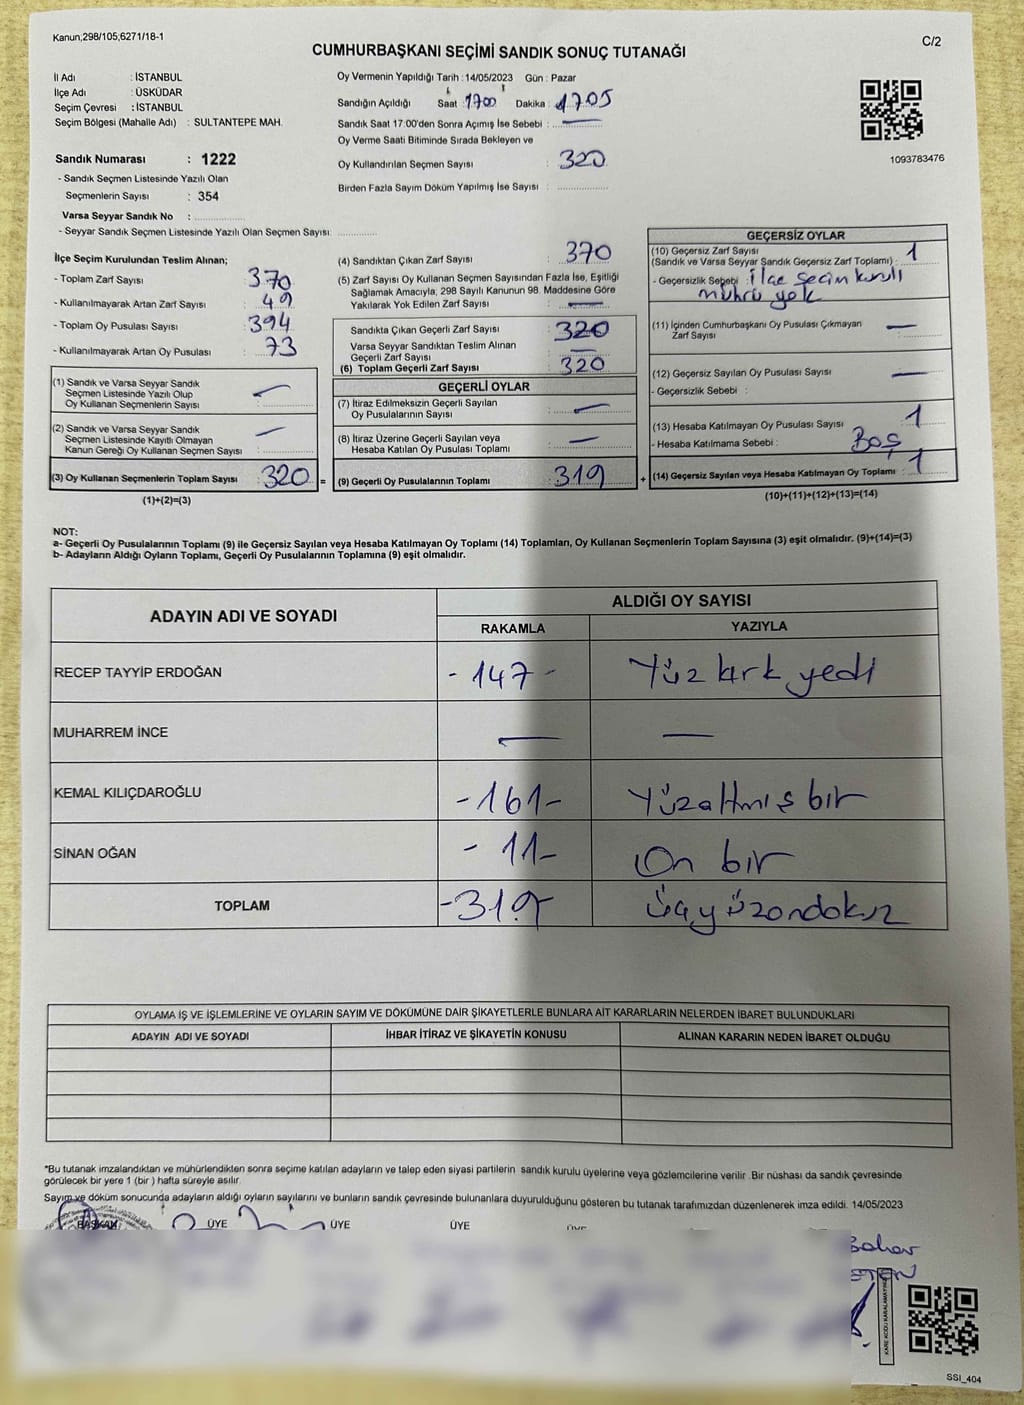 Kanun;298/105,6271/18-1
C/2
CUMHURBAŞKANI SEÇİMİ SANDIK SONUÇ TUTANAĞI
İl Adı : İSTANBUL
İlçe Adı : ÜSKÜDAR
Seçim Çevresi : İSTANBUL
Seçim Bölgesi (Mahalle Adı) : SULTANTEPE MAH.
Sandık Numarası : 1222
- Sandık Seçmen Listesinde Yazılı Olan
Seçmenlerin Sayısı : 354
Varsa Seyyar Sandık No :
- Seyyar Sandık Seçmen Listesinde Yazılı Olan Seçmen Sayısı:
Oy Vermenin Yapıldığı Tarih : 14/05/2023 Gün : Pazar
Sandığın Açıldığı Saat : 1700 Dakika : 1705
Sandık Saat 17:00'den Sonra Açımış İse Sebebi : —
Oy Verme Saati Bitiminde Sırada Bekleyen ve
Oy Kullandırılan Seçmen Sayısı : 320
Birden Fazla Sayım Döküm Yapılmış İse Sayısı :
1093783476
İlçe Seçim Kurulundan Teslim Alınan;
- Toplam Zarf Sayısı : 370
- Kullanılmayarak Artan Zarf Sayısı : 49
- Toplam Oy Pusulası Sayısı : 394
- Kullanılmayarak Artan Oy Pusulası : 73
(1) Sandık ve Varsa Seyyar Sandık
Seçmen Listesinde Yazılı Olup
Oy Kullanan Seçmenlerin Sayısı : —
(2) Sandık ve Varsa Seyyar Sandık
Seçmen Listesinde Kayıtlı Olmayan
Kanun Gereği Oy Kullanan Seçmen Sayısı : —
(3) Oy Kullanan Seçmenlerin Toplam Sayısı : 320 =
(1)+(2)=(3)
(4) Sandıktan Çıkan Zarf Sayısı : 370
(5) Zarf Sayısı Oy Kullanan Seçmen Sayısından Fazla İse, Eşitliği
Sağlamak Amacıyla, 298 Sayılı Kanunun 98. Maddesine Göre
Yakılarak Yok Edilen Zarf Sayısı : —
Sandıkta Çıkan Geçerli Zarf Sayısı : 320
Varsa Seyyar Sandıktan Teslim Alınan
Geçerli Zarf Sayısı : —
(6) Toplam Geçerli Zarf Sayısı : 320
GEÇERLİ OYLAR
(7) İtiraz Edilmeksizin Geçerli Sayılan
Oy Pusulalarının Sayısı : —
(8) İtiraz Üzerine Geçerli Sayılan veya
Hesaba Katılan Oy Pusulası Toplamı : —
(9) Geçerli Oy Pusulalarının Toplamı : 319 +
GEÇERSİZ OYLAR
(10) Geçersiz Zarf Sayısı
(Sandık ve Varsa Seyyar Sandık Geçersiz Zarf Toplamı) : 1
- Geçersizlik Sebebi : İlçe seçim kurulu
mührü yok
(11) İçinden Cumhurbaşkanı Oy Pusulası Çıkmayan
Zarf Sayısı : —
(12) Geçersiz Sayılan Oy Pusulası Sayısı : —
- Geçersizlik Sebebi :
(13) Hesaba Katılmayan Oy Pusulası Sayısı : 1
- Hesaba Katılmama Sebebi : Boş
(14) Geçersiz Sayılan veya Hesaba Katılmayan Oy Toplamı : 1
(10)+(11)+(12)+(13)=(14)
NOT:
a- Geçerli Oy Pusulalarının Toplamı (9) ile Geçersiz Sayılan veya Hesaba Katılmayan Oy Toplamı (14) Toplamları, Oy Kullanan Seçmenlerin Toplam Sayısına (3) eşit olmalıdır. (9)+(14)=(3)
b- Adayların Aldığı Oyların Toplamı, Geçerli Oy Pusulalarının Toplamına (9) eşit olmalıdır.
ADAYIN ADI VE SOYADI
ALDIĞI OY SAYISI
RAKAMLA YAZIYLA
RECEP TAYYİP ERDOĞAN -147- Yüz kırk yedi
MUHARREM İNCE — —
KEMAL KILIÇDAROĞLU -161- Yüzaltmış bir
SİNAN OĞAN -11- On bir
TOPLAM -319- Üçyüzondokuz
OYLAMA İŞ VE İŞLEMLERİNE VE OYLARIN SAYIM VE DÖKÜMÜNE DAİR ŞİKAYETLERLE BUNLARA AİT KARARLARIN NELERDEN İBARET BULUNDUKLARI
ADAYIN ADI VE SOYADI İHBAR İTİRAZ VE ŞİKAYETİN KONUSU ALINAN KARARIN NEDEN İBARET OLDUĞU
*Bu tutanak imzalandıktan ve mühürlendikten sonra seçime katılan adayların ve talep eden siyasi partilerin sandık kurulu üyelerine veya gözlemcilerine verilir. Bir nüshası da sandık çevresinde
görülecek bir yere 1 (bir) hafta süreyle asılır.
Sayım ve döküm sonucunda adayların aldığı oyların sayılarını ve bunların sandık çevresinde bulunanlara duyurulduğunu gösteren bu tutanak tarafımızdan düzenlenerek imza edildi. 14/05/2023
BAŞKAN ÜYE ÜYE ÜYE ÜYE
Bahar
KARE KODU KARALAMAYINIZ
SSI_404